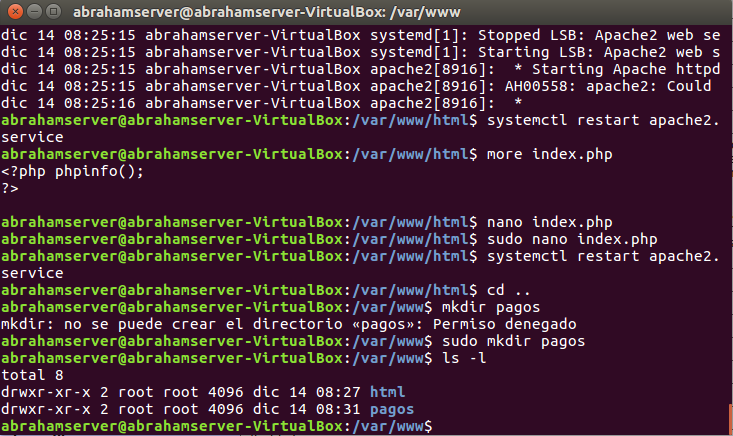 abrahamserver@abrahamserver-VirtualBox: /var/www
dic 14 08:25:15 abrahamserver-VirtualBox systemd[1]: Stopped LSB: Apache2 web se
dic 14 08:25:15 abrahamserver-VirtualBox systemd[1]: Starting LSB: Apache2 web s
dic 14 08:25:15 abrahamserver-VirtualBox apache2[8916]:  * Starting Apache httpd
dic 14 08:25:15 abrahamserver-VirtualBox apache2[8916]: AH00558: apache2: Could
dic 14 08:25:16 abrahamserver-VirtualBox apache2[8916]:  *
abrahamserver@abrahamserver-VirtualBox:/var/www/html$ systemctl restart apache2.
service
abrahamserver@abrahamserver-VirtualBox:/var/www/html$ more index.php
<?php phpinfo();
?>
abrahamserver@abrahamserver-VirtualBox:/var/www/html$ nano index.php
abrahamserver@abrahamserver-VirtualBox:/var/www/html$ sudo nano index.php
abrahamserver@abrahamserver-VirtualBox:/var/www/html$ systemctl restart apache2.
service
abrahamserver@abrahamserver-VirtualBox:/var/www/html$ cd ..
abrahamserver@abrahamserver-VirtualBox:/var/www$ mkdir pagos
mkdir: no se puede crear el directorio «pagos»: Permiso denegado
abrahamserver@abrahamserver-VirtualBox:/var/www$ sudo mkdir pagos
abrahamserver@abrahamserver-VirtualBox:/var/www$ ls -l
total 8
drwxr-xr-x 2 root root 4096 dic 14 08:27 html
drwxr-xr-x 2 root root 4096 dic 14 08:31 pagos
abrahamserver@abrahamserver-VirtualBox:/var/www$